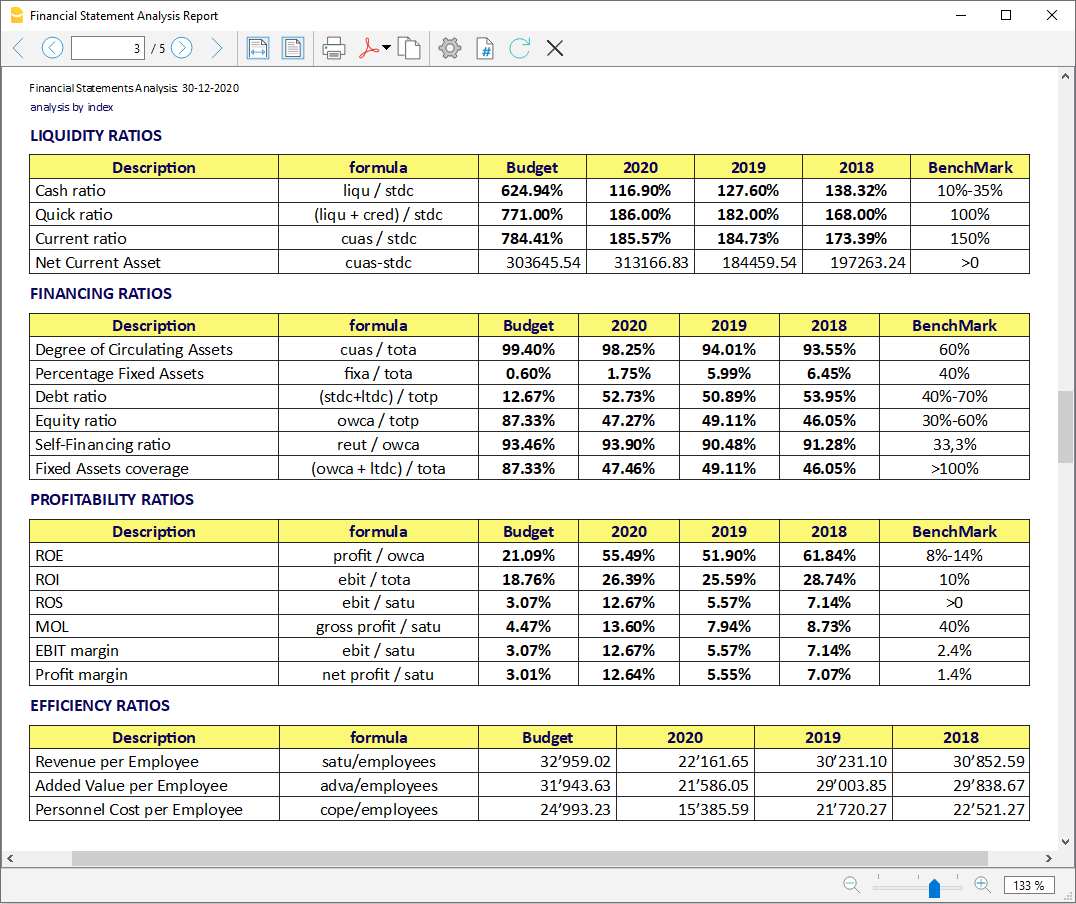 Financial Statement Analysis Report
3 / 5
Financial Statements Analysis: 30-12-2020
analysis by index
LIQUIDITY RATIOS
Description formula Budget 2020 2019 2018 BenchMark
Cash ratio liqu / stdc 624.94% 116.90% 127.60% 138.32% 10%-35%
Quick ratio (liqu + cred) / stdc 771.00% 186.00% 182.00% 168.00% 100%
Current ratio cuas / stdc 784.41% 185.57% 184.73% 173.39% 150%
Net Current Asset cuas-stdc 303645.54 313166.83 184459.54 197263.24 >0
FINANCING RATIOS
Description formula Budget 2020 2019 2018 BenchMark
Degree of Circulating Assets cuas / tota 99.40% 98.25% 94.01% 93.55% 60%
Percentage Fixed Assets fixa / tota 0.60% 1.75% 5.99% 6.45% 40%
Debt ratio (stdc+ltdc) / totp 12.67% 52.73% 50.89% 53.95% 40%-70%
Equity ratio owca / totp 87.33% 47.27% 49.11% 46.05% 30%-60%
Self-Financing ratio reut / owca 93.46% 93.90% 90.48% 91.28% 33,3%
Fixed Assets coverage (owca + ltdc) / tota 87.33% 47.46% 49.11% 46.05% >100%
PROFITABILITY RATIOS
Description formula Budget 2020 2019 2018 BenchMark
ROE profit / owca 21.09% 55.49% 51.90% 61.84% 8%-14%
ROI ebit / tota 18.76% 26.39% 25.59% 28.74% 10%
ROS ebit / satu 3.07% 12.67% 5.57% 7.14% >0
MOL gross profit / satu 4.47% 13.60% 7.94% 8.73% 40%
EBIT margin ebit / satu 3.07% 12.67% 5.57% 7.14% 2.4%
Profit margin net profit / satu 3.01% 12.64% 5.55% 7.07% 1.4%
EFFICIENCY RATIOS
Description formula Budget 2020 2019 2018
Revenue per Employee satu/employees 32’959.02 22’161.65 30’231.10 30’852.59
Added Value per Employee adva/employees 31’943.63 21’586.05 29’003.85 29’838.67
Personnel Cost per Employee cope/employees 24’993.23 15’385.59 21’720.27 22’521.27
133 %